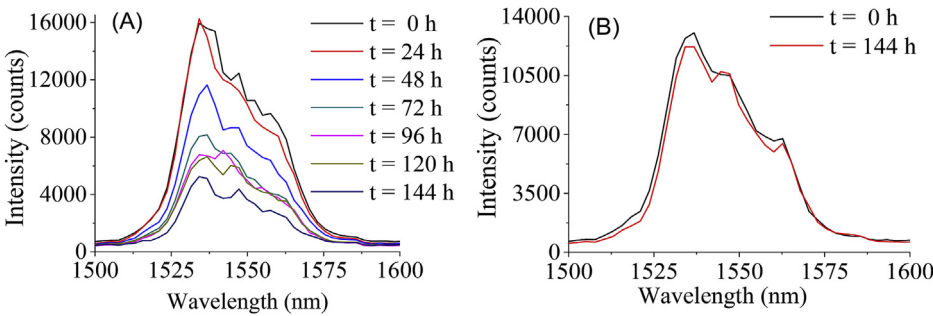 (A)
t = 0 h
t = 24 h
t = 48 h
t = 72 h
t = 96 h
t = 120 h
t = 144 h
16000
12000
8000
4000
0
Intensity (counts)
1500 1525 1550 1575 1600
Wavelength (nm)
(B)
t = 0 h
t = 144 h
14000
10500
7000
3500
0
Intensity (counts)
1500 1525 1550 1575 1600
Wavelength (nm)